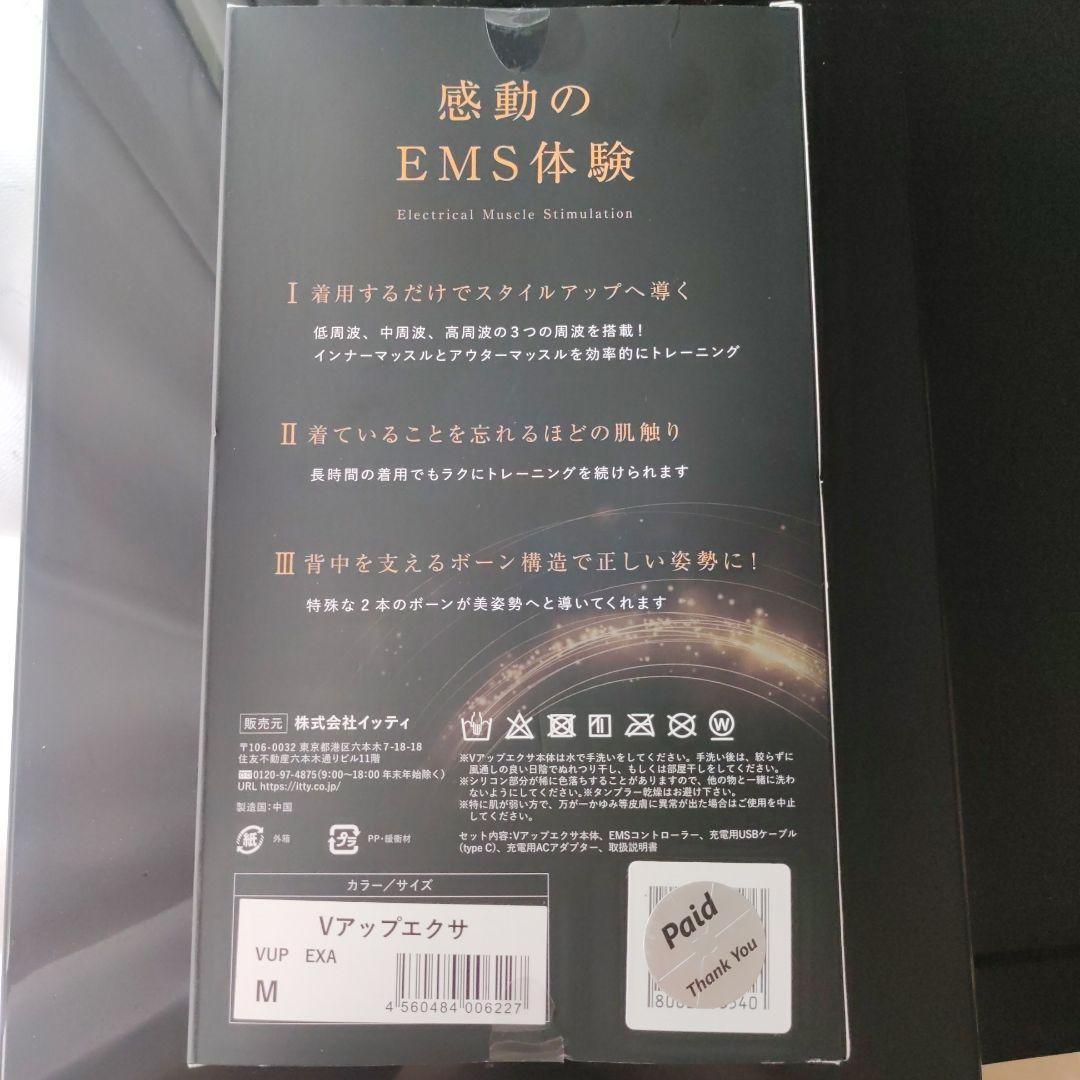 感動の
EMS体験
Electrical Muscle Stimulation
Ⅰ 着用するだけでスタイルアップへ導く
低周波、中周波、高周波の3つの周波を搭載！
インナーマッスルとアウターマッスルを効率的にトレーニング
Ⅱ 着ていることを忘れるほどの肌触り
長時間の着用でもラクにトレーニングを続けられます
Ⅲ 背中を支えるボーン構造で正しい姿勢に！
特殊な2本のボーンが美姿勢へと導いてくれます
販売元 株式会社イッティ
〒106-0032 東京都港区六本木7-18-18
住友不動産六本木通りビル11階
0120-97-4875(9:00～18:00 年末年始除く)
URL https://itty.co.jp/
製造国:中国
紙 外箱
プラ PP・緩衝材
W
※Vアップエクサ本体は水で手洗いをしてください。手洗い後は、絞らずに
風通しの良い日陰でぬれつり干し、もしくは部屋干しをしてください。
※シリコン部分が稀に色落ちすることがありますので、他の物と一緒に洗わ
ないようにしてください。※タンブラー乾燥はお避け下さい。
※特に肌が弱い方で、万が一かゆみ等皮膚に異常が出た場合はご使用を中止
してください。
セット内容:Vアップエクサ本体、EMSコントローラー、充電用USBケーブル
(type C)、充電用ACアダプター、取扱説明書
カラー／サイズ
Vアップエクサ
VUP EXA
M
4 560484 006227
Paid
Thank You